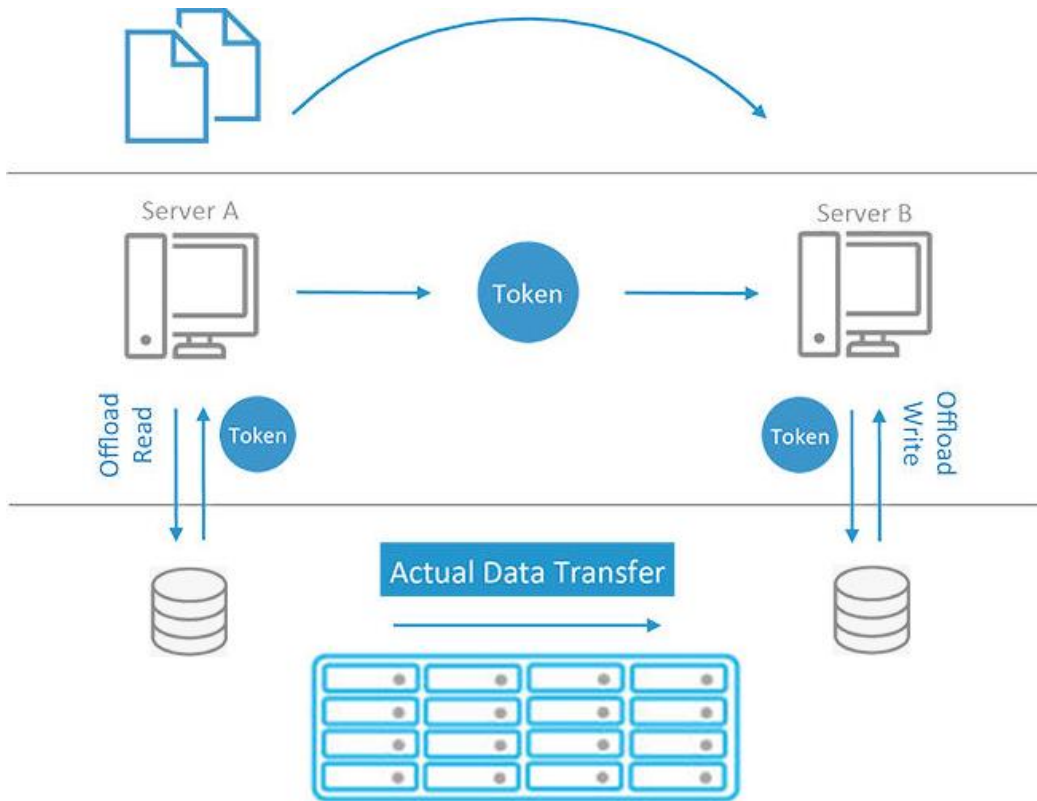 Server A
Server B
Token
Offload
Read
Token
Token
Offload
Write
Actual Data Transfer